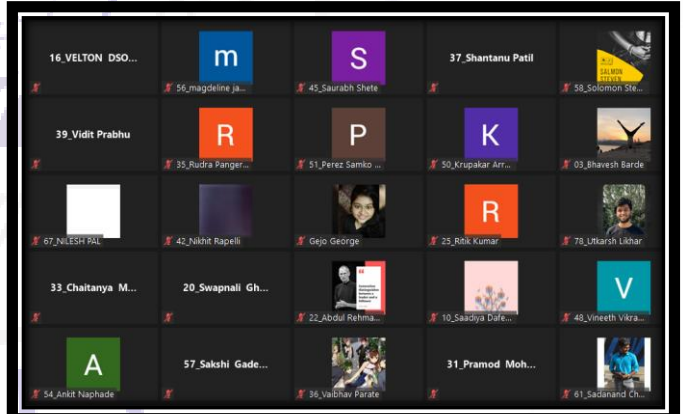 16_VELTON DSO...
m
56_magdeline ja...
S
45_Saurabh Shete
37_Shantanu Patil
SALMON
STEVEN
58_Solomon Ste...
39_Vidit Prabhu
R
35_Rudra Panger...
P
51_Perez Samko ...
K
50_Krupakar Arr...
03_Bhavesh Barde
67_NILESH PAL
42_Nikhit Rapelli
Gejo George
R
25_Ritik Kumar
78_Utkarsh Likhar
33_Chaitanya M...
20_Swapnali Gh...
22_Abdul Rehma...
10_Saadiya Dafe...
V
48_Vineeth Vikra...
A
54_Ankit Naphade
57_Sakshi Gade...
36_Vaibhav Parate
31_Pramod Moh...
61_Sadanand Ch...